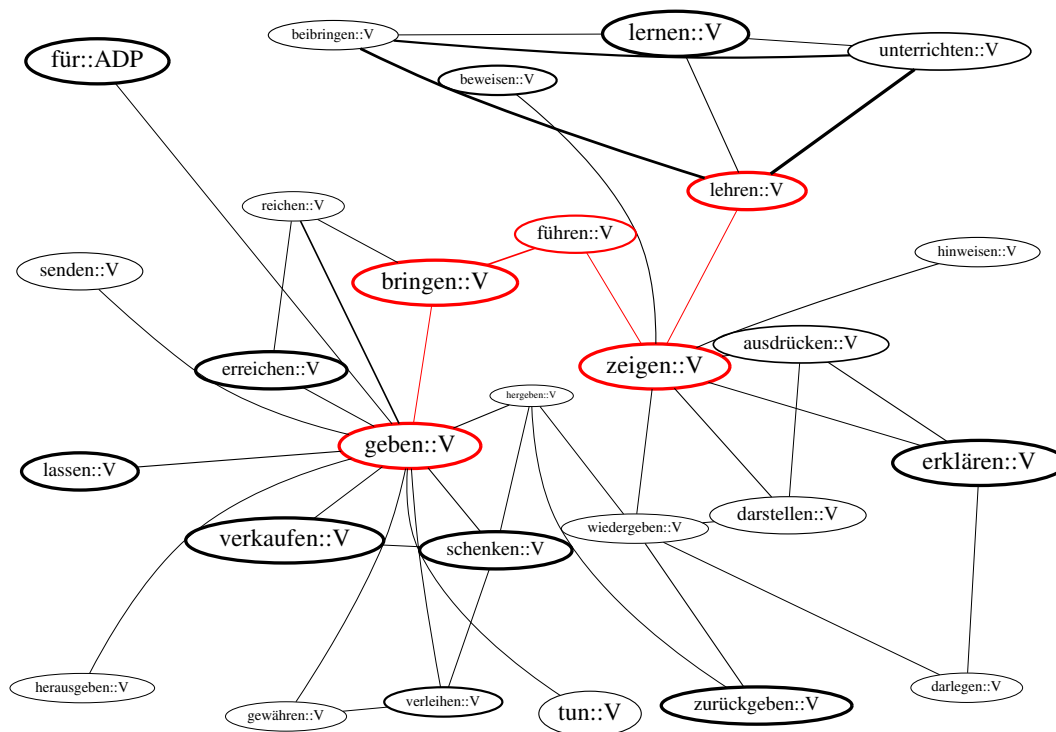 beibringen::V
lernen::V
unterrichten::V
für::ADP
beweisen::V
lehren::V
reichen::V
führen::V
hinweisen::V
senden::V
bringen::V
ausdrücken::V
erreichen::V
zeigen::V
hergeben::V
geben::V
lassen::V
erklären::V
darstellen::V
wiedergeben::V
verkaufen::V
schenken::V
herausgeben::V
darlegen::V
verleihen::V
zurückgeben::V
gewähren::V
tun::V